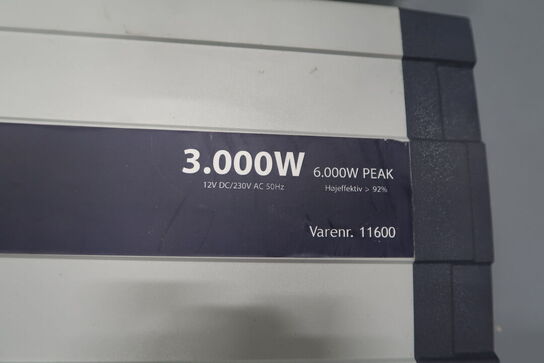 3.000W 6.000W PEAK
12V DC/230V AC 50Hz Højeffektiv > 92%
Varenr. 11600